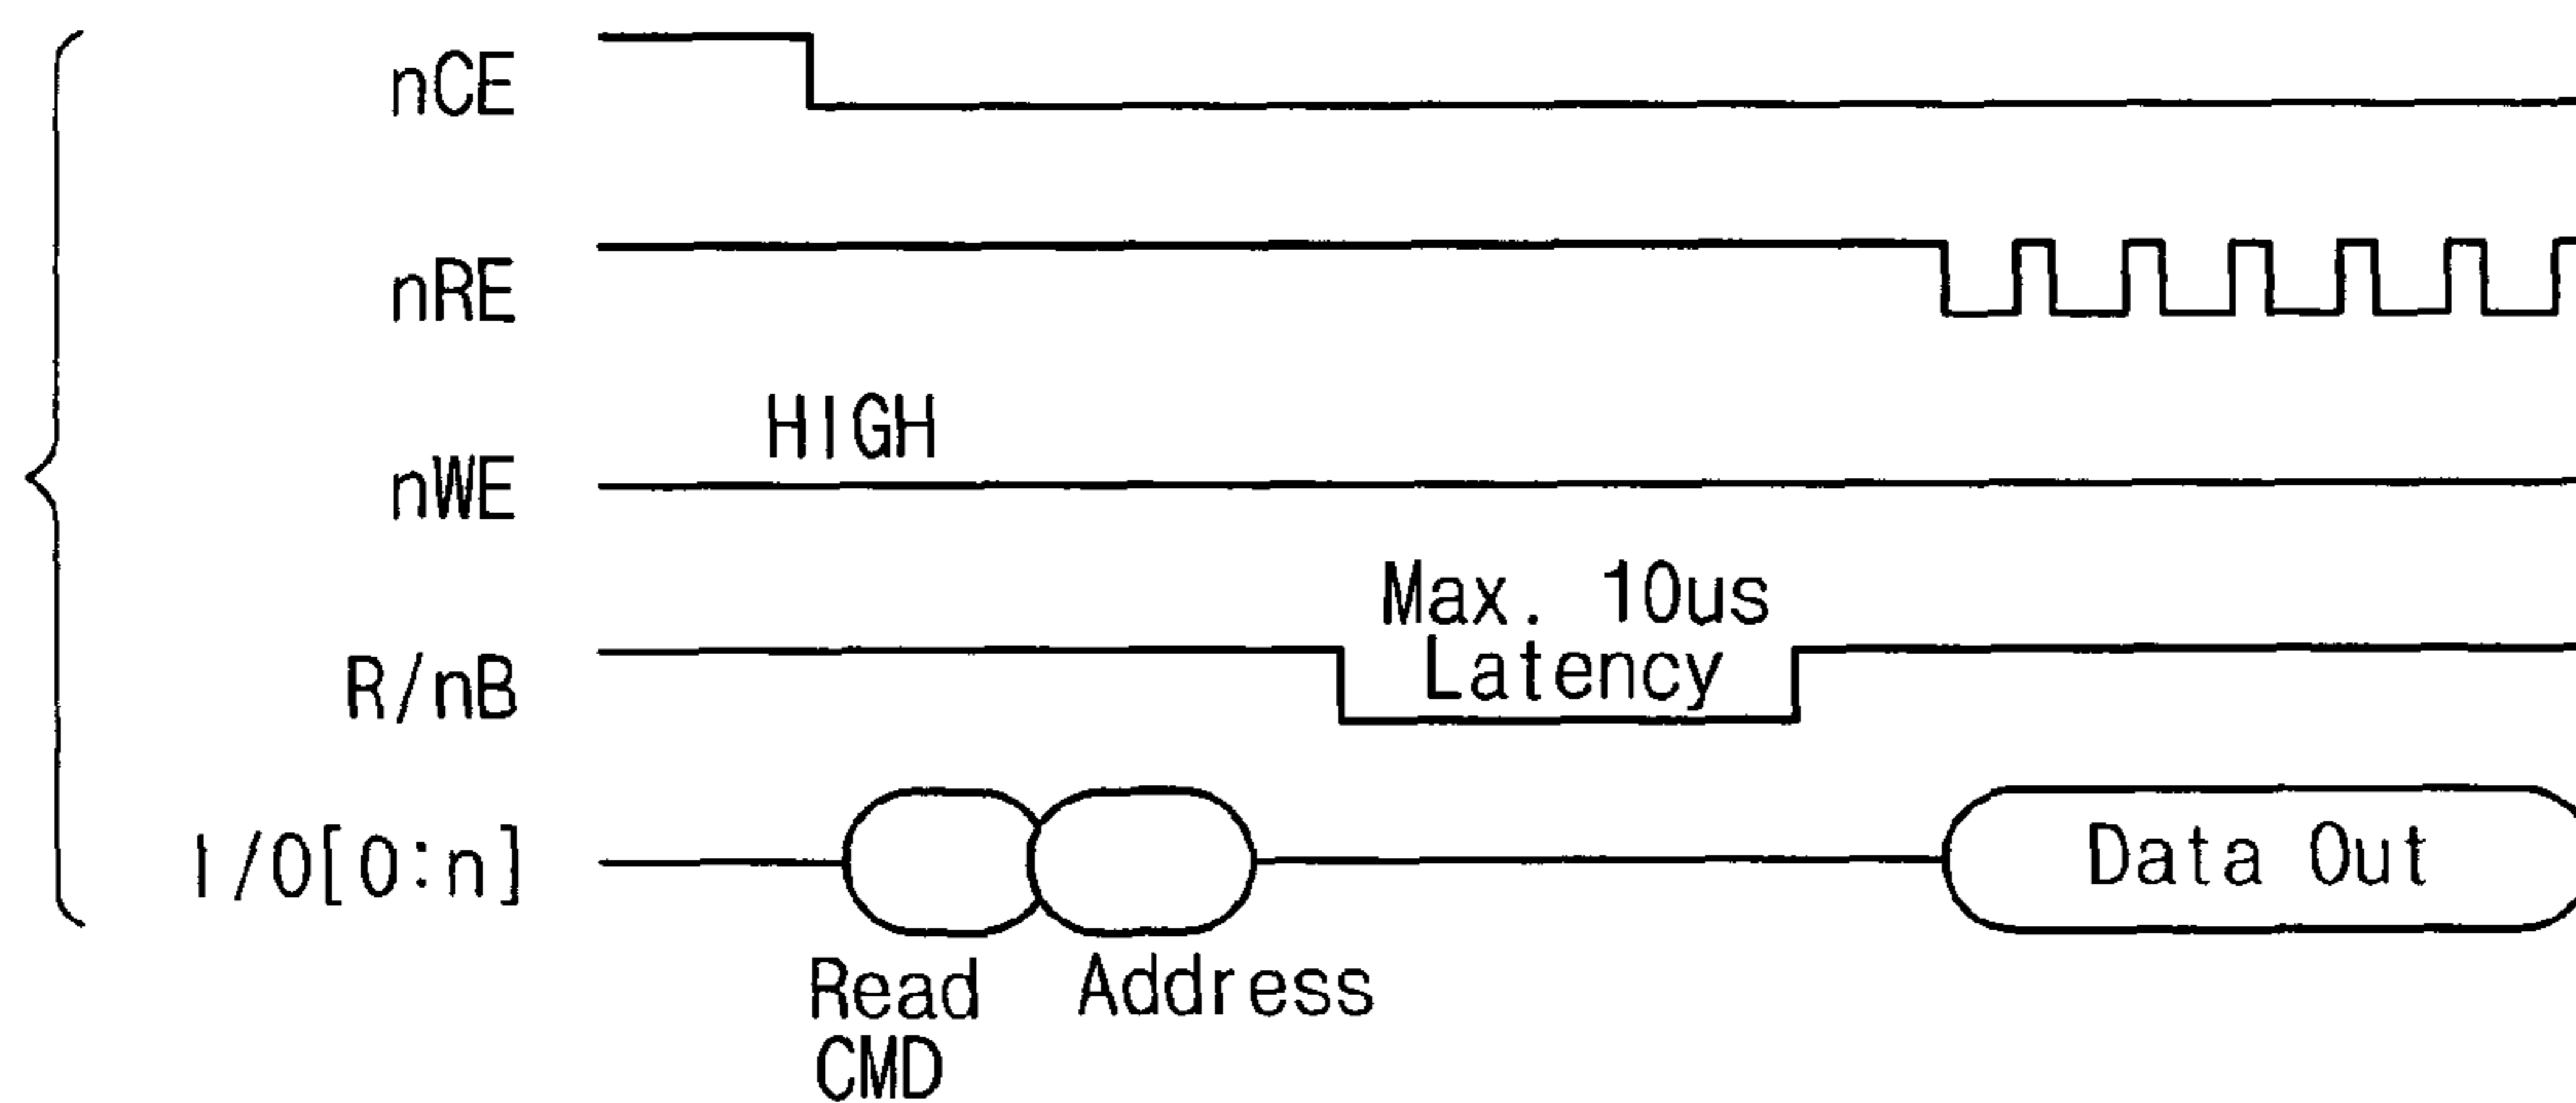 nCE
nRE
HIGH
nWE
Max. 10us
Latency
R/nB
I/O[0:n]
Data Out
Read
CMD
Address